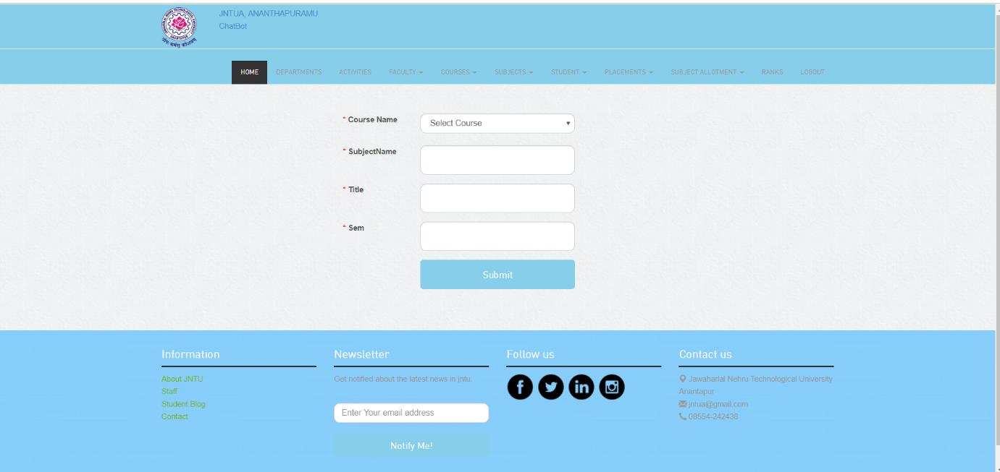 JNTUA, ANANTHAPURAMU
ChatBot
HOME DEPARTMENTS ACTIVITIES FACULTY COURSES SUBJECTS STUDENT PLACEMENTS SUBJECT ALLOTMENT RANKS LOGOUT
* Course Name Select Course
* SubjectName
* Title
* Sem
Submit
Information
About JNTU
Staff
Student Blog
Contact
Newsletter
Get notified about the latest news in jntu.
Enter Your email address
Notify Me!
Follow us
f in
Contact us
Jawaharlal Nehru Technological University
Anantapur
jntua@gmail.com
08554-242438